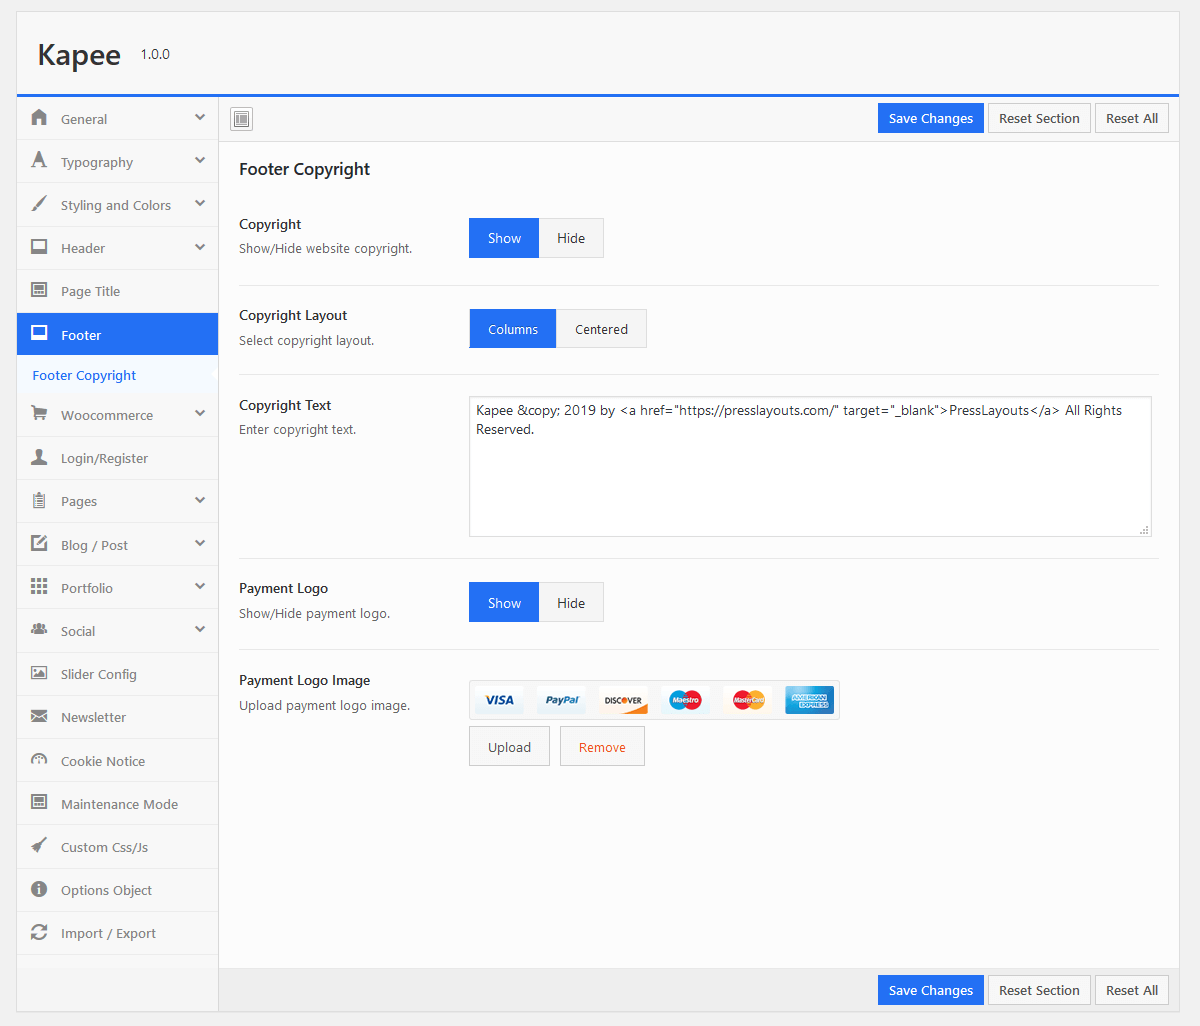 Kapee 1.0.0
General
Typography
Styling and Colors
Header
Page Title
Footer
Footer Copyright
Woocommerce
Login/Register
Pages
Blog / Post
Portfolio
Social
Slider Config
Newsletter
Cookie Notice
Maintenance Mode
Custom Css/Js
Options Object
Import / Export
Save Changes Reset Section Reset All
Footer Copyright
Copyright
Show/Hide website copyright.
Show Hide
Copyright Layout
Select copyright layout.
Columns Centered
Copyright Text
Enter copyright text.
Kapee &copy; 2019 by <a href="https://presslayouts.com/" target="_blank">PressLayouts</a> All Rights
Reserved.
Payment Logo
Show/Hide payment logo.
Show Hide
Payment Logo Image
Upload payment logo image.
VISA PayPal DISCOVER Maestro MasterCard AMERICAN EXPRESS
Upload Remove
Save Changes Reset Section Reset All